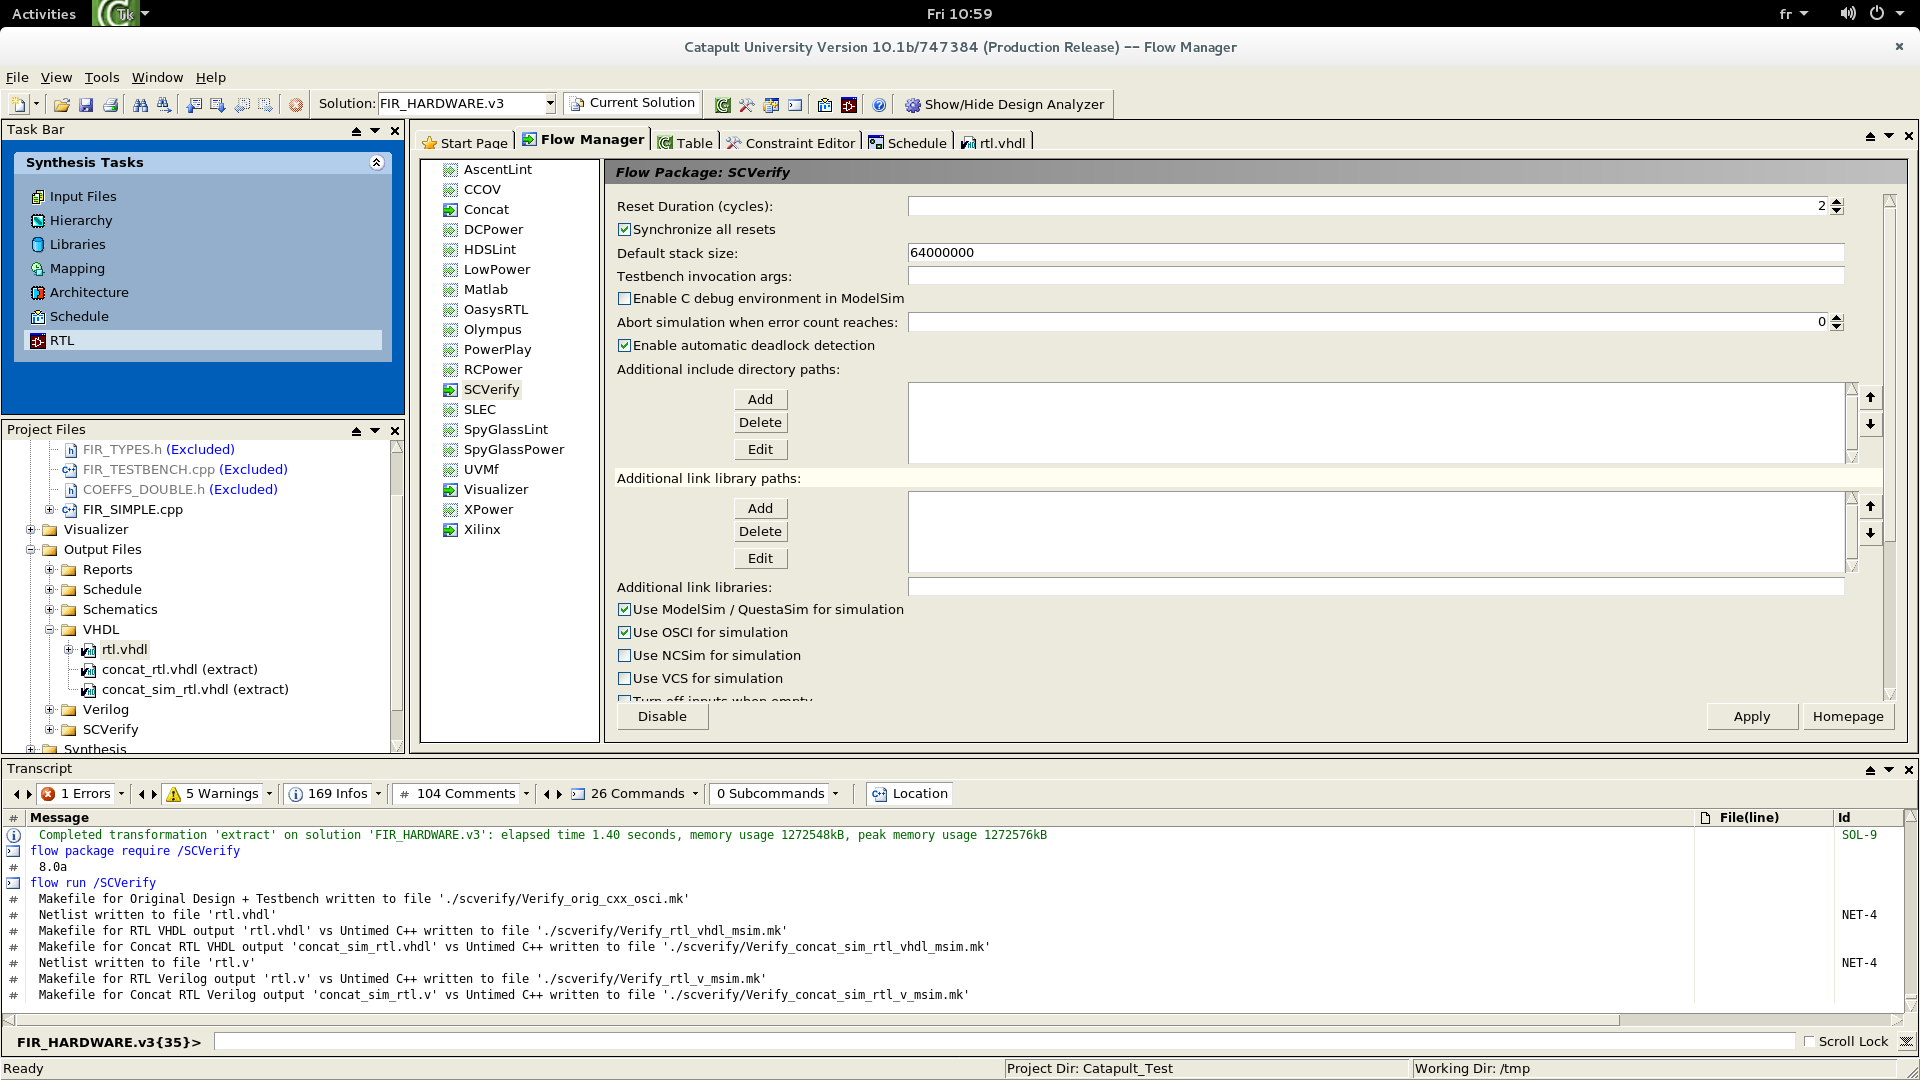 Activities Tk Fri 10:59 fr
Catapult University Version 10.1b/747384 (Production Release) -- Flow Manager
File View Tools Window Help
Solution: FIR_HARDWARE.v3 Current Solution Show/Hide Design Analyzer
Task Bar
Synthesis Tasks
Input Files
Hierarchy
Libraries
Mapping
Architecture
Schedule
RTL
Project Files
FIR_TYPES.h (Excluded)
FIR_TESTBENCH.cpp (Excluded)
COEFFS_DOUBLE.h (Excluded)
FIR_SIMPLE.cpp
Visualizer
Output Files
Reports
Schedule
Schematics
VHDL
rtl.vhdl
concat_rtl.vhdl (extract)
concat_sim_rtl.vhdl (extract)
Verilog
SCVerify
Synthesis
Start Page Flow Manager Table Constraint Editor Schedule rtl.vhdl
AscentLint
CCOV
Concat
DCPower
HDSLint
LowPower
Matlab
OasysRTL
Olympus
PowerPlay
RCPower
SCVerify
SLEC
SpyGlassLint
SpyGlassPower
UVMf
Visualizer
XPower
Xilinx
Flow Package: SCVerify
Reset Duration (cycles): 2
Synchronize all resets
Default stack size: 64000000
Testbench invocation args:
Enable C debug environment in ModelSim
Abort simulation when error count reaches: 0
Enable automatic deadlock detection
Additional include directory paths:
Add
Delete
Edit
Additional link library paths:
Add
Delete
Edit
Additional link libraries:
Use ModelSim / QuestaSim for simulation
Use OSCI for simulation
Use NCSim for simulation
Use VCS for simulation
Turn off inputs when empty
Disable Apply Homepage
Transcript
1 Errors 5 Warnings 169 Infos # 104 Comments 26 Commands 0 Subcommands Location
# Message File(line) Id
Completed transformation 'extract' on solution 'FIR_HARDWARE.v3': elapsed time 1.40 seconds, memory usage 1272548kB, peak memory usage 1272576kB SOL-9
flow package require /SCVerify
# 8.0a
flow run /SCVerify
# Makefile for Original Design + Testbench written to file './scverify/Verify_orig_cxx_osci.mk'
# Netlist written to file 'rtl.vhdl' NET-4
# Makefile for RTL VHDL output 'rtl.vhdl' vs Untimed C++ written to file './scverify/Verify_rtl_vhdl_msim.mk'
# Makefile for Concat RTL VHDL output 'concat_sim_rtl.vhdl' vs Untimed C++ written to file './scverify/Verify_concat_sim_rtl_vhdl_msim.mk'
# Netlist written to file 'rtl.v' NET-4
# Makefile for RTL Verilog output 'rtl.v' vs Untimed C++ written to file './scverify/Verify_rtl_v_msim.mk'
# Makefile for Concat RTL Verilog output 'concat_sim_rtl.v' vs Untimed C++ written to file './scverify/Verify_concat_sim_rtl_v_msim.mk'
FIR_HARDWARE.v3{35}> Scroll Lock
Ready Project Dir: Catapult_Test Working Dir: /tmp